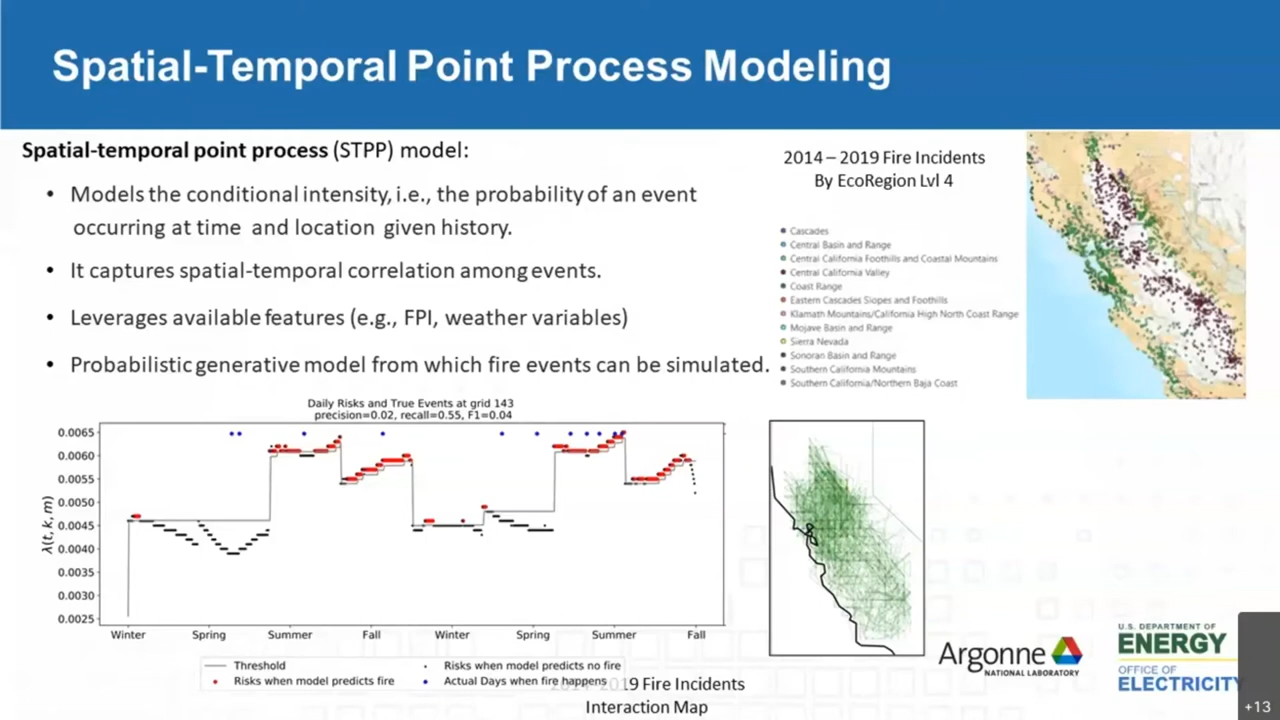 Spatial-Temporal Point Process Modeling
Spatial-temporal point process (STPP) model:
• Models the conditional intensity, i.e., the probability of an event
occurring at time and location given history.
• It captures spatial-temporal correlation among events.
• Leverages available features (e.g., FPI, weather variables)
• Probabilistic generative model from which fire events can be simulated.
2014 – 2019 Fire Incidents
By EcoRegion Lvl 4
Cascades
Central Basin and Range
Central California Foothills and Coastal Mountains
Central California Valley
Coast Range
Eastern Cascades Slopes and Foothills
Klamath Mountains/California High North Coast Range
Mojave Basin and Range
Sierra Nevada
Sonoran Basin and Range
Southern California Mountains
Southern California/Northern Baja Coast
Daily Risks and True Events at grid 143
precision=0.02, recall=0.55, F1=0.04
λ(t, k, m)
0.0065
0.0060
0.0055
0.0050
0.0045
0.0040
0.0035
0.0030
0.0025
Winter Spring Summer Fall Winter Spring Summer Fall
Threshold
Risks when model predicts fire
Risks when model predicts no fire
Actual Days when fire happens
2014-2019 Fire Incidents
Interaction Map
Argonne
NATIONAL LABORATORY
U.S. DEPARTMENT OF
ENERGY
OFFICE OF
ELECTRICITY
+13